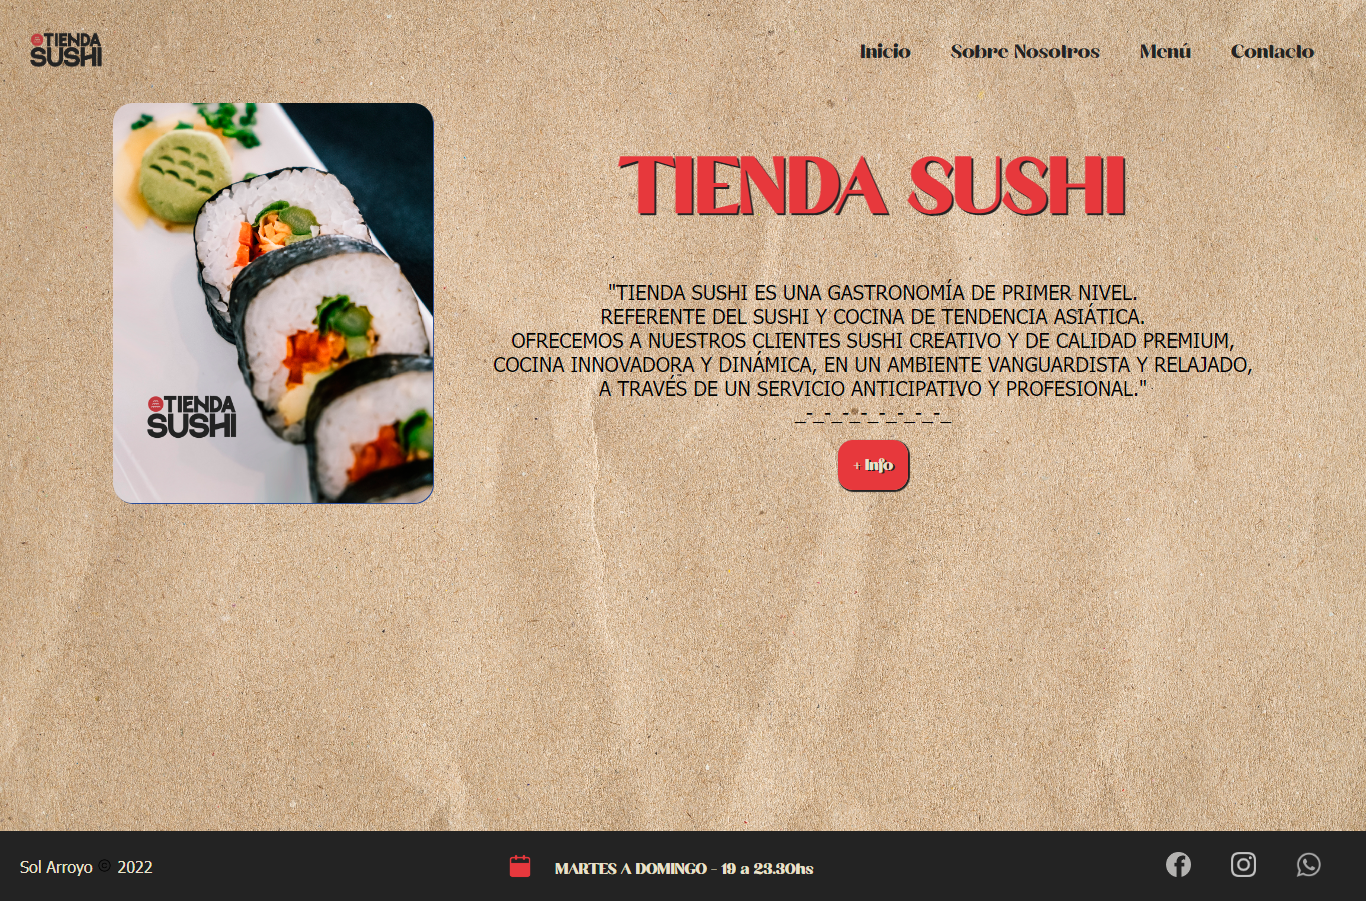 TIENDA
SUSHI
Inicio
Sobre Nosotros
Menú
Contacto
TIENDA SUSHI
"TIENDA SUSHI ES UNA GASTRONOMÍA DE PRIMER NIVEL.
REFERENTE DEL SUSHI Y COCINA DE TENDENCIA ASIÁTICA.
OFRECEMOS A NUESTROS CLIENTES SUSHI CREATIVO Y DE CALIDAD PREMIUM,
COCINA INNOVADORA Y DINÁMICA, EN UN AMBIENTE VANGUARDISTA Y RELAJADO,
A TRAVÉS DE UN SERVICIO ANTICIPATIVO Y PROFESIONAL."
_-_-_-_-_-_-_-_-_
TIENDA
SUSHI
+ Info
Sol Arroyo © 2022
MARTES A DOMINGO - 19 a 23.30hs